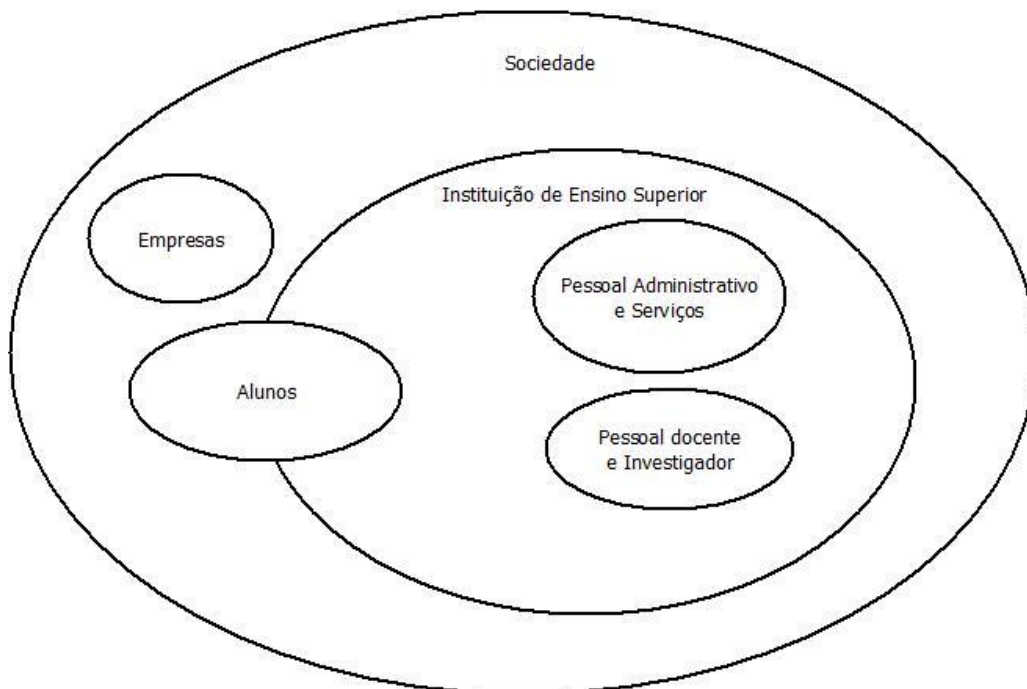 Sociedade
Instituição de Ensino Superior
Empresas
Pessoal Administrativo
e Serviços
Alunos
Pessoal docente
e Investigador